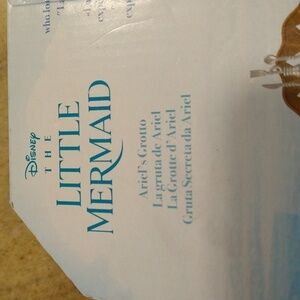 Disney
THE
LITTLE
MERMAID
Ariel's Grotto
La gruta de Ariel
La Grotte d'Ariel
Gruta Secreta da Ariel